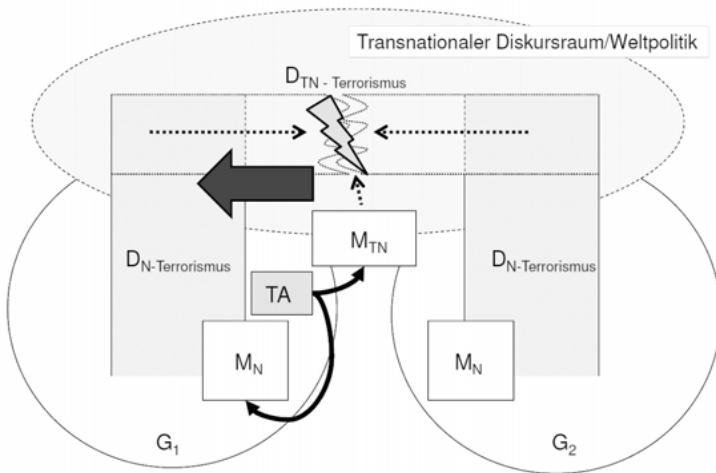 Transnationaler Diskursraum/Weltpolitik
D_TN - Terrorismus
M_TN
D_N-Terrorismus
D_N-Terrorismus
TA
M_N
M_N
G_1
G_2